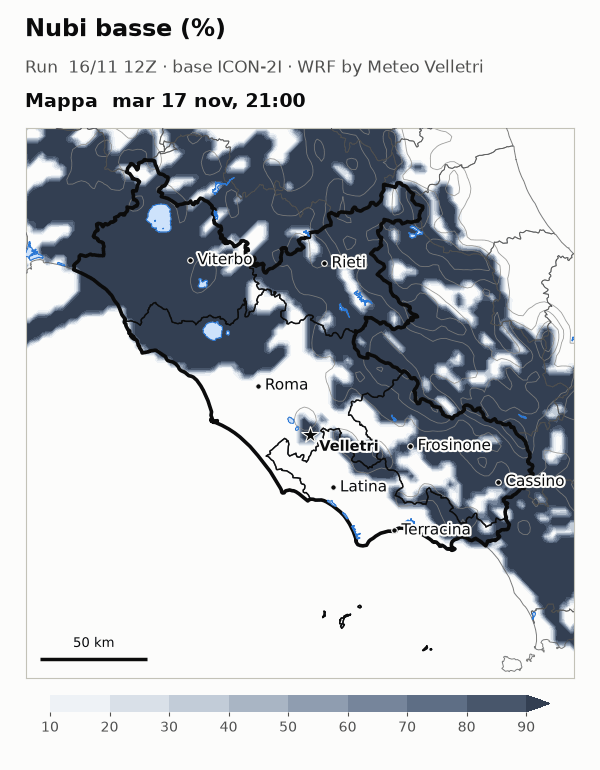 Nubi basse (%)
Run 16/11 12Z · base ICON-2I · WRF by Meteo Velletri
Mappa mar 17 nov, 21:00
Viterbo
Rieti
Roma
Velletri
Frosinone
Cassino
Latina
Terracina
50 km
10 20 30 40 50 60 70 80 90